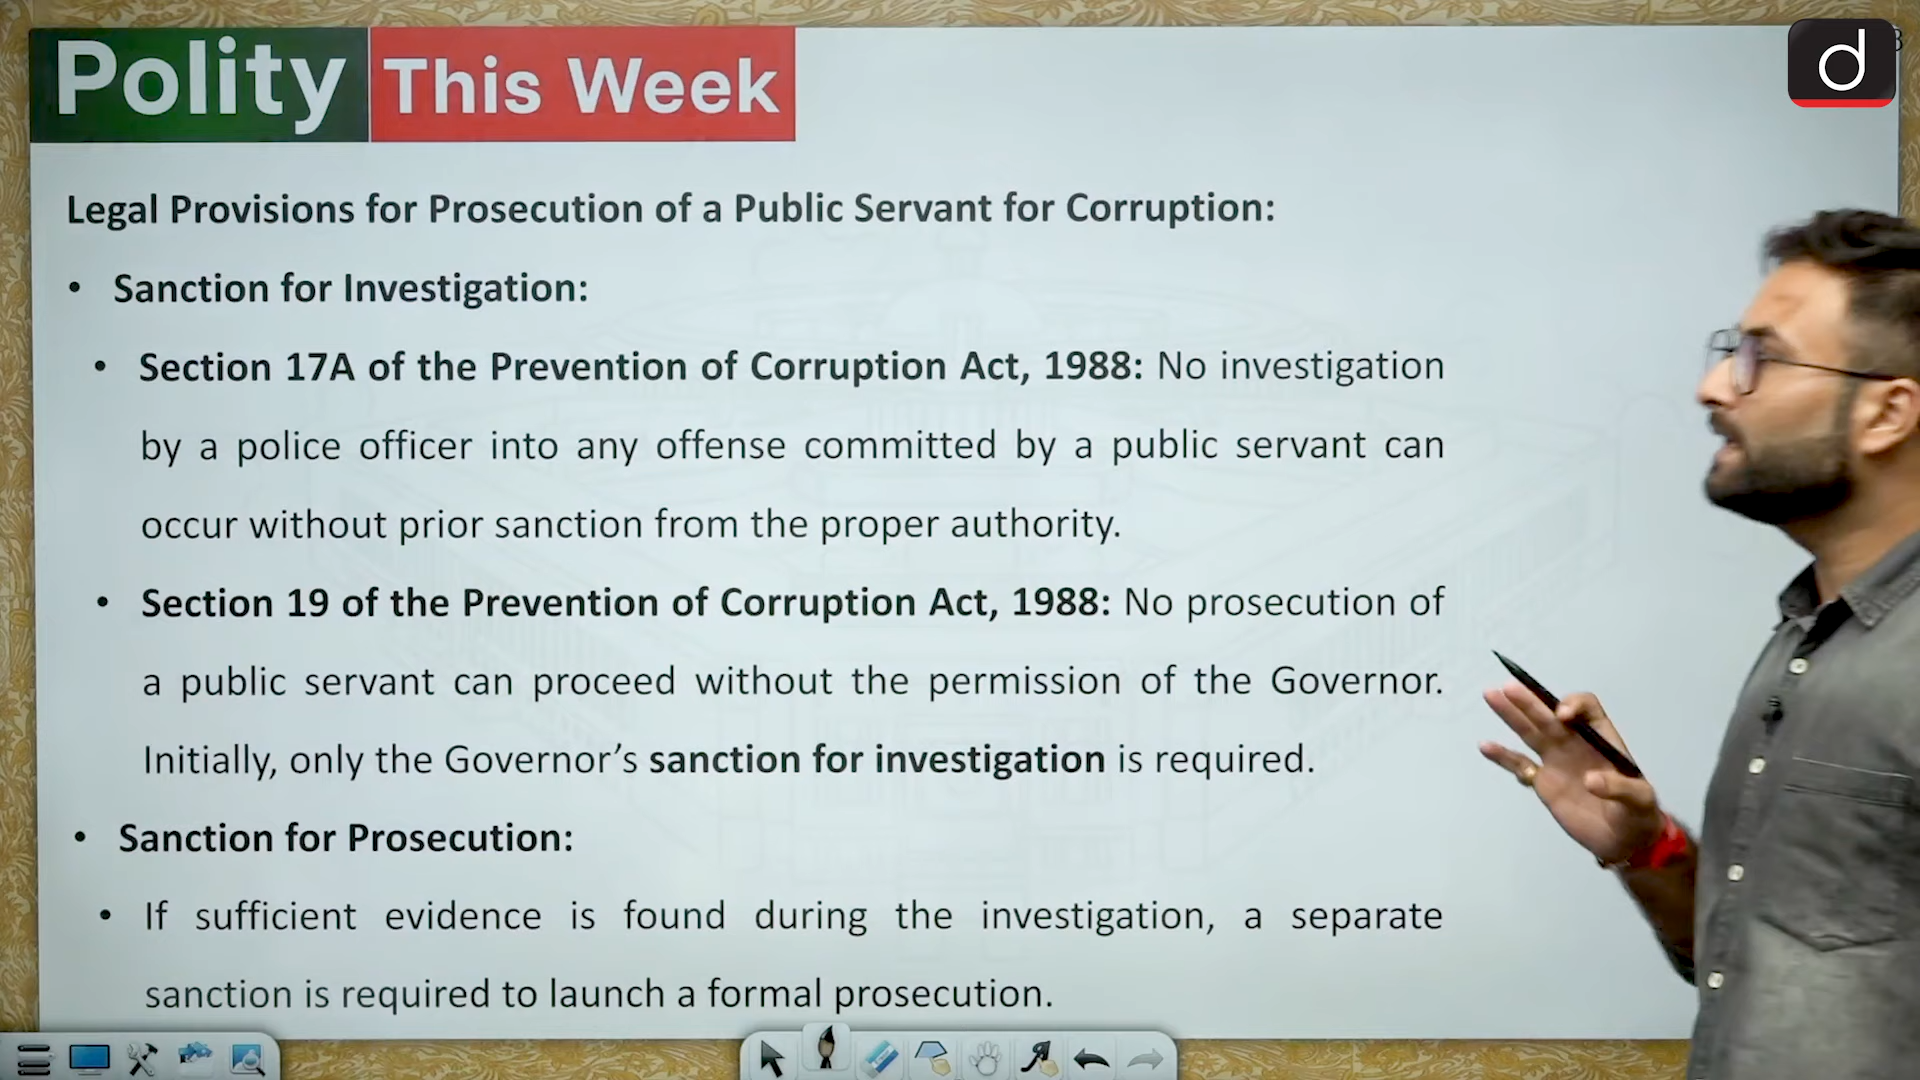 Polity This Week
d
Legal Provisions for Prosecution of a Public Servant for Corruption:
• Sanction for Investigation:
• Section 17A of the Prevention of Corruption Act, 1988: No investigation
by a police officer into any offense committed by a public servant can
occur without prior sanction from the proper authority.
• Section 19 of the Prevention of Corruption Act, 1988: No prosecution of
a public servant can proceed without the permission of the Governor.
Initially, only the Governor’s sanction for investigation is required.
• Sanction for Prosecution:
• If sufficient evidence is found during the investigation, a separate
sanction is required to launch a formal prosecution.